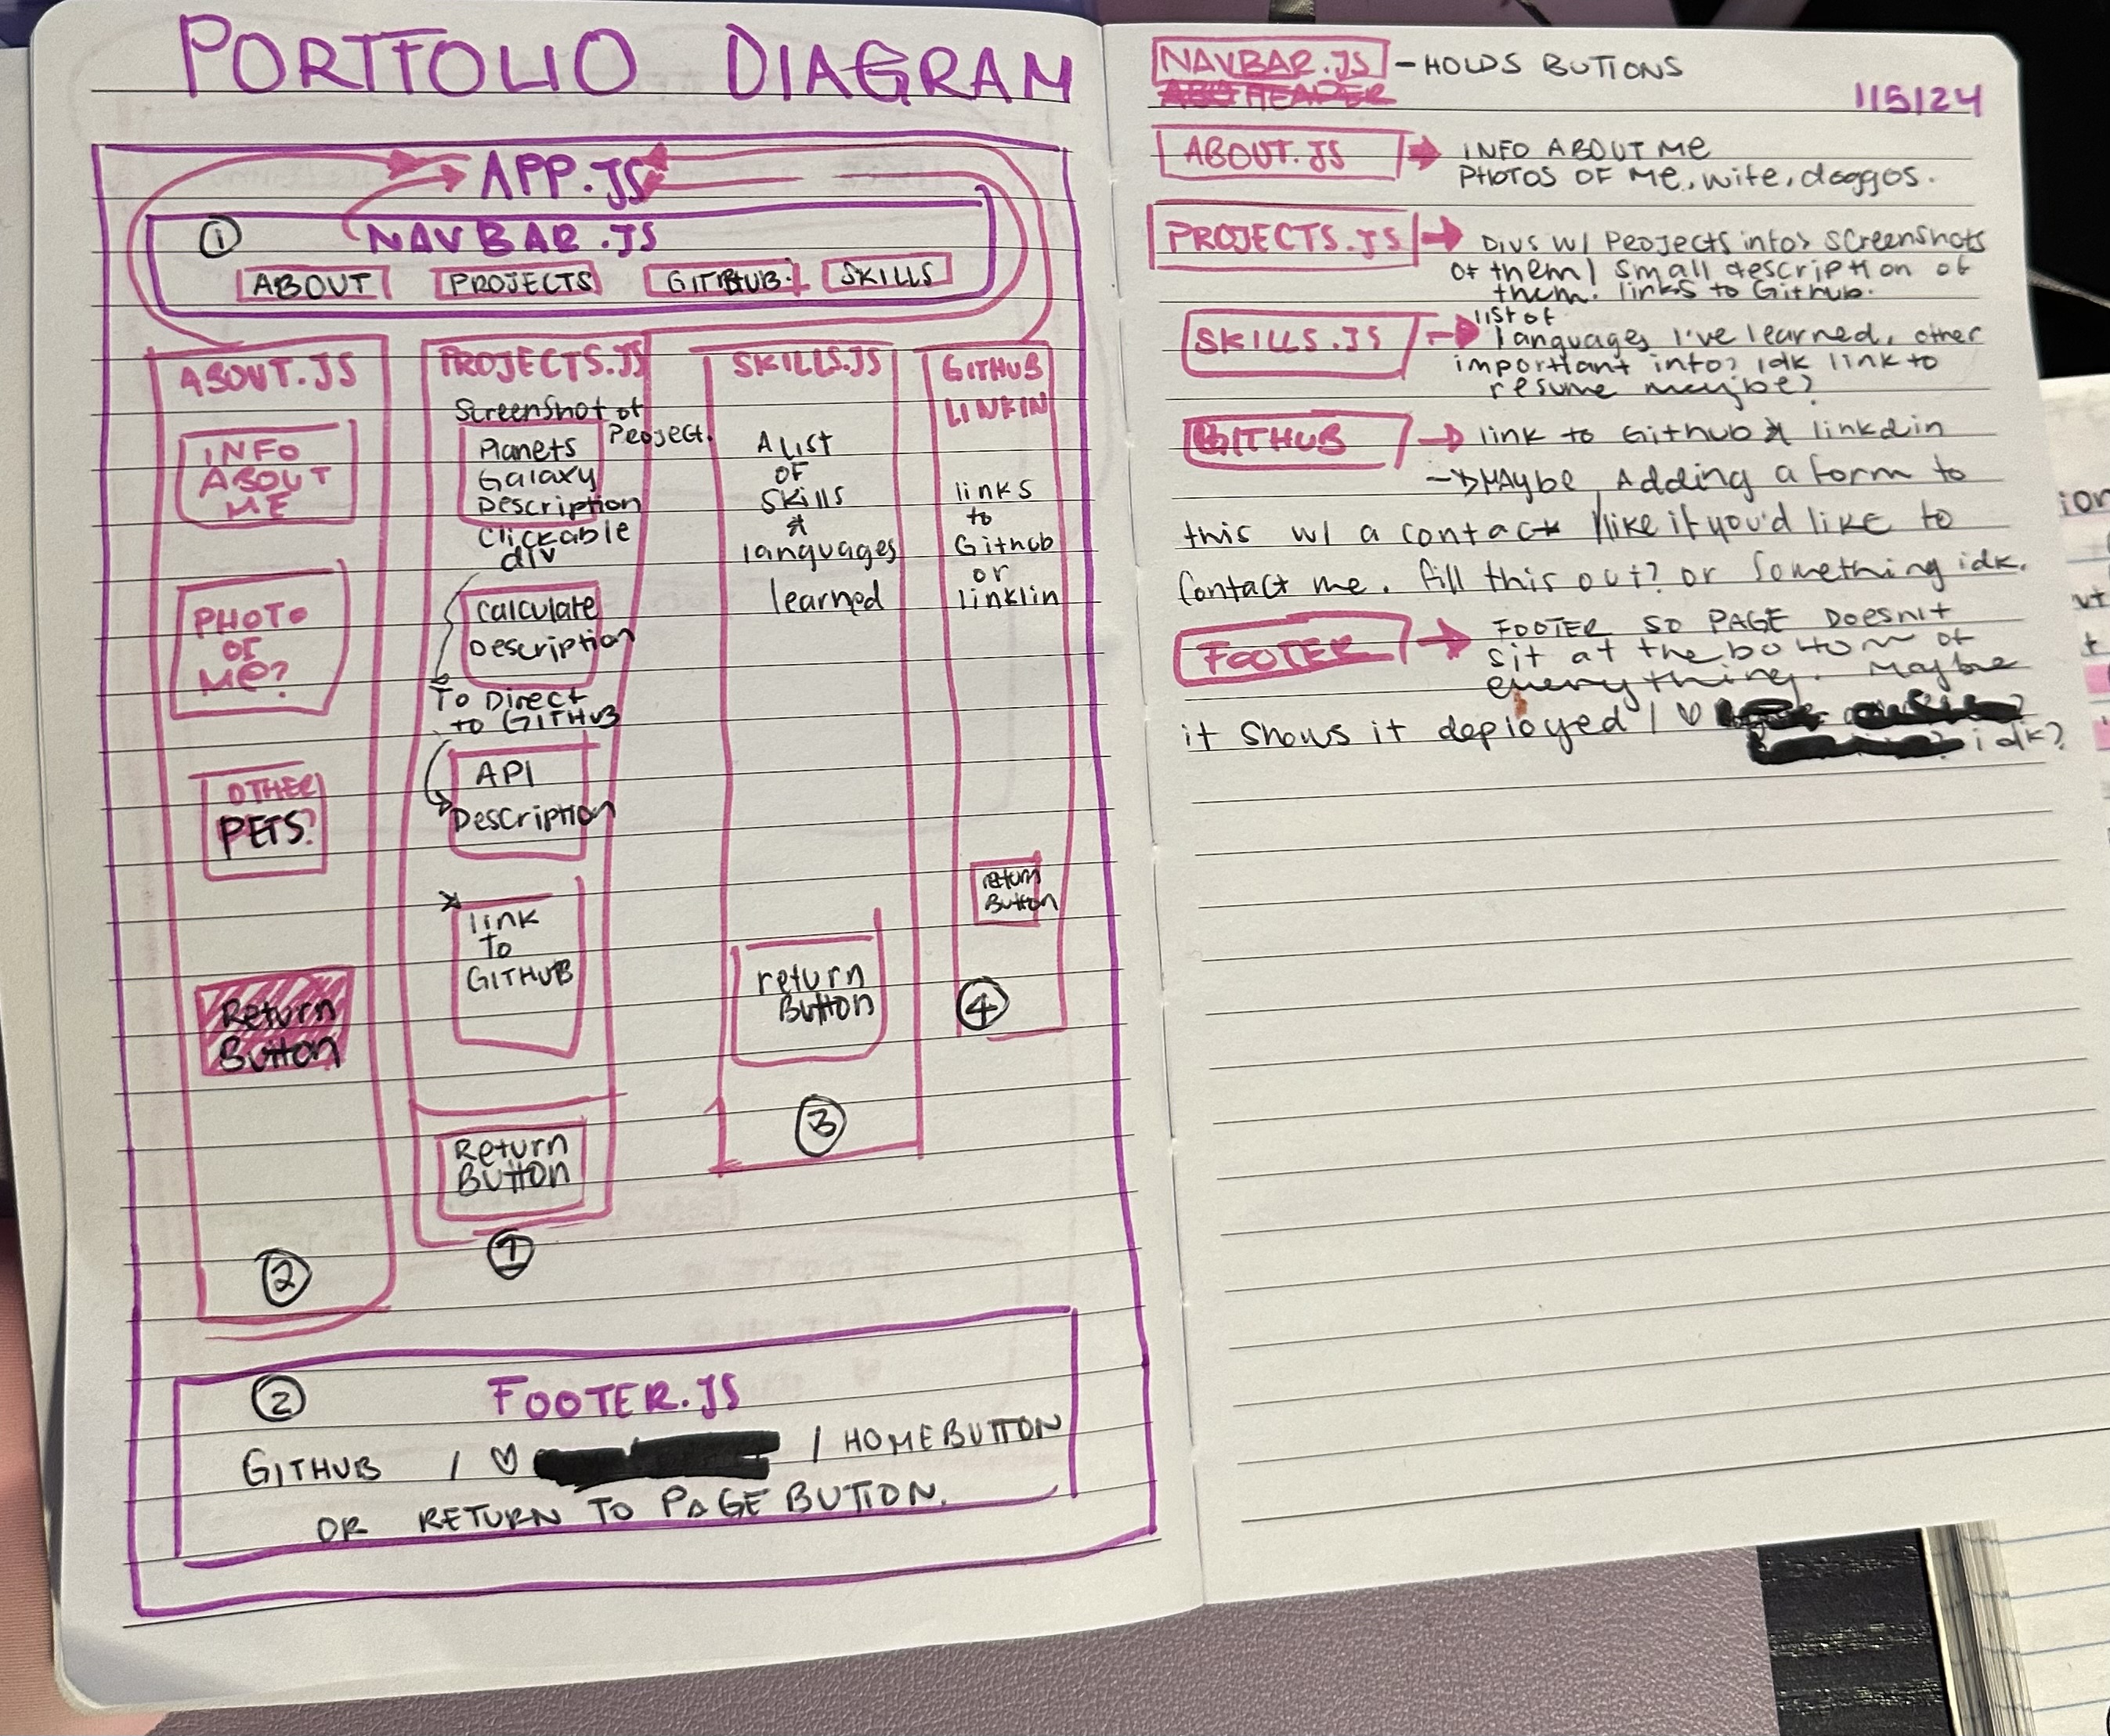 PORTFOLIO DIAGRAM
APP.JS
① NAVBAR.JS
ABOUT PROJECTS GITHUB SKILLS
ABOUT.JS
INFO
ABOUT
ME
PHOTO
OF
ME?
OTHER
PETS?
Return
Button
②
PROJECTS.JS
Screenshot of
Project.
Planets
Galaxy
Description
Clickable
div
Calculate
Description
To Direct
to GITHUB
API
Description
link
To
GITHUB
Return
Button
①
SKILLS.JS
A list
OF
Skills
&
languages
learned
return
Button
③
GITHUB
LINKIN
links
to
Github
or
linklin
return
Button
④
② FOOTER.JS
GITHUB / ♡ / HOMEBUTTON
OR RETURN TO PAGE BUTTON.
NAVBAR.JS - HOLDS BUTTONS
HEADER
1/5/24
ABOUT.JS → INFO ABOUT Me
PHOTOS OF Me, wife, doggos.
PROJECTS.JS → Divs w/ Projects info> Screenshots
of them/ small description of
them. links to Github.
SKILLS.JS → list of
languages I've learned, other
important info? idk link to
resume maybe?
GITHUB → link to Github & linkdin
→ MAybe Adding a form to
this w/ a contact like if you'd like to
Contact me. fill this out? or Something idk.
FOOTER → FOOTER SO PAGE Doesnit
sit at the bottom of
everything. Maybe
it shows it deployed / ♡
idk?